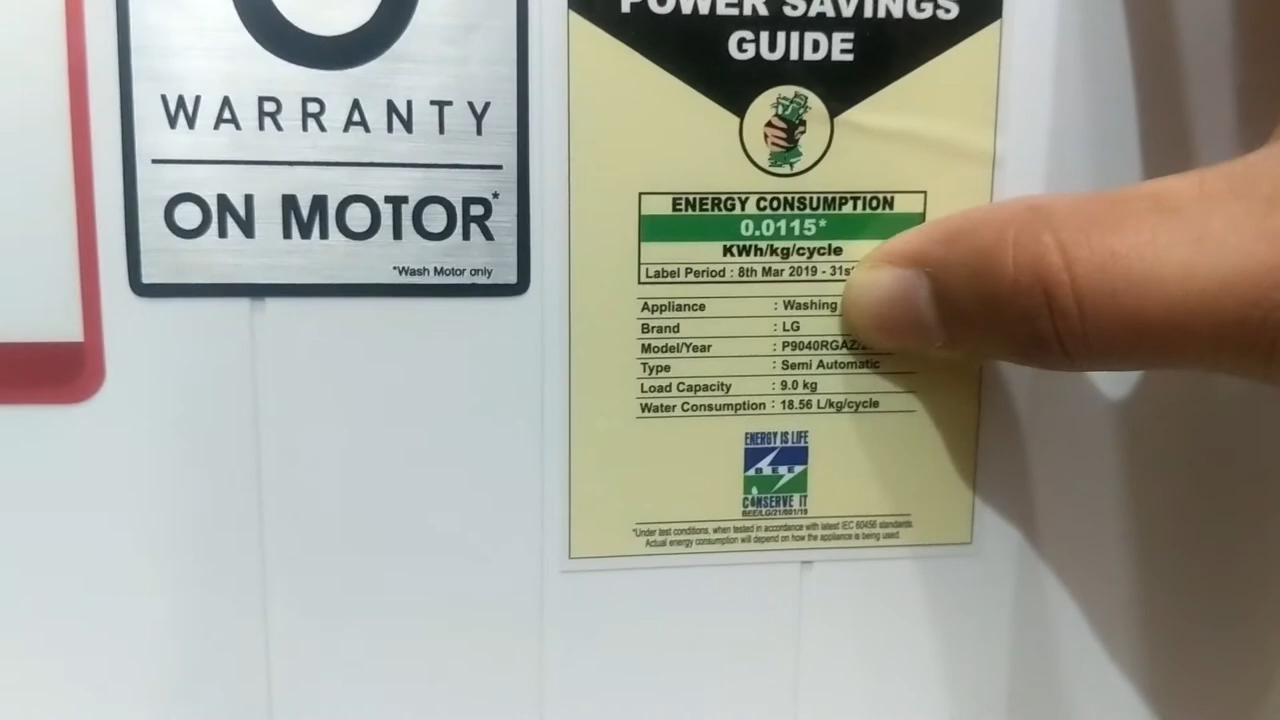 WARRANTY
ON MOTOR*
*Wash Motor only
POWER SAVINGS
GUIDE
ENERGY CONSUMPTION
0.0115*
KWh/kg/cycle
Label Period : 8th Mar 2019 - 31st
Appliance : Washing
Brand : LG
Model/Year : P9040RGAZ/
Type : Semi Automatic
Load Capacity : 9.0 kg
Water Consumption : 18.56 L/kg/cycle
ENERGY IS LIFE
BEE
CONSERVE IT
BEE/LG/21/001/19
*Under test conditions, when tested in accordance with latest IEC 60456 standards.
Actual energy consumption will depend on how the appliance is being used.